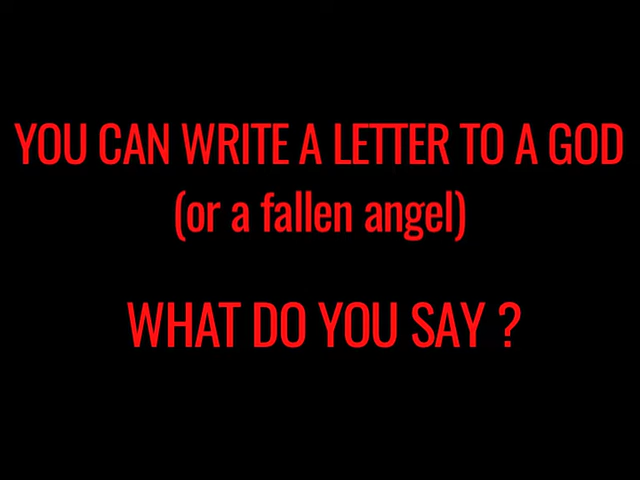 YOU CAN WRITE A LETTER TO A GOD
(or a fallen angel)
WHAT DO YOU SAY ?